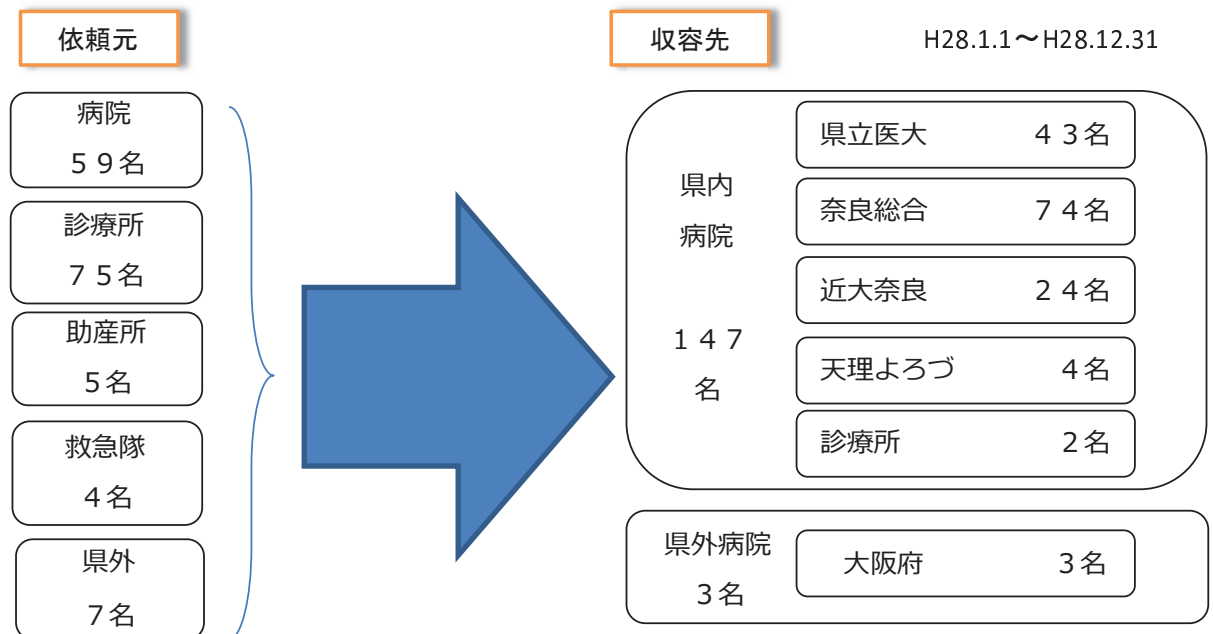 依頼元
病院
５９名
診療所
７５名
助産所
５名
救急隊
４名
県外
７名
収容先
H28.1.1～H28.12.31
県内
病院
１４７
名
県立医大 ４３名
奈良総合 ７４名
近大奈良 ２４名
天理よろづ ４名
診療所 ２名
県外病院
３名
大阪府 ３名